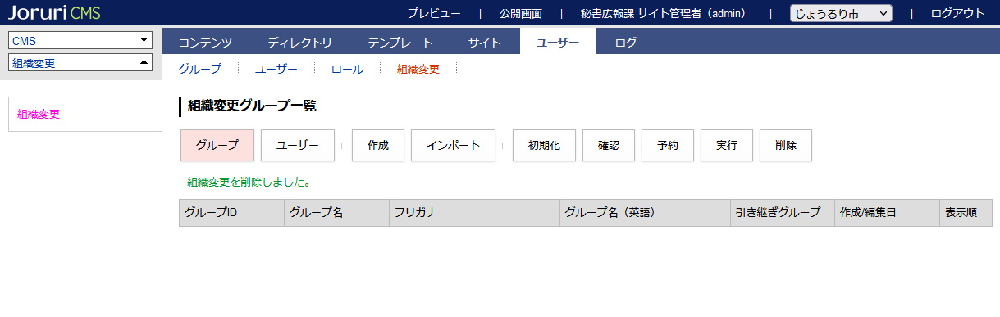 Joruri CMS
プレビュー | 公開画面 | 秘書広報課 サイト管理者（admin） | じょうるり市 | ログアウト
CMS
組織変更
コンテンツ ディレクトリ テンプレート サイト ユーザー ログ
グループ ユーザー ロール 組織変更
組織変更
組織変更グループ一覧
グループ ユーザー 作成 インポート 初期化 確認 予約 実行 削除
組織変更を削除しました。
グループID グループ名 フリガナ グループ名（英語） 引き継ぎグループ 作成/編集日 表示順